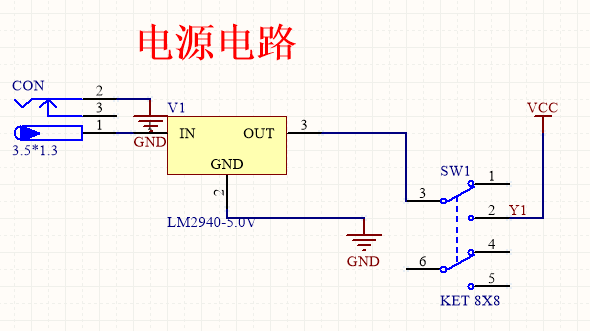 电源电路
CON
2
3
1
3.5*1.3
GND
V1
IN
OUT
GND
3
2
LM2940-5.0V
GND
VCC
SW1
1
3
2
Y1
4
6
5
KET 8X8